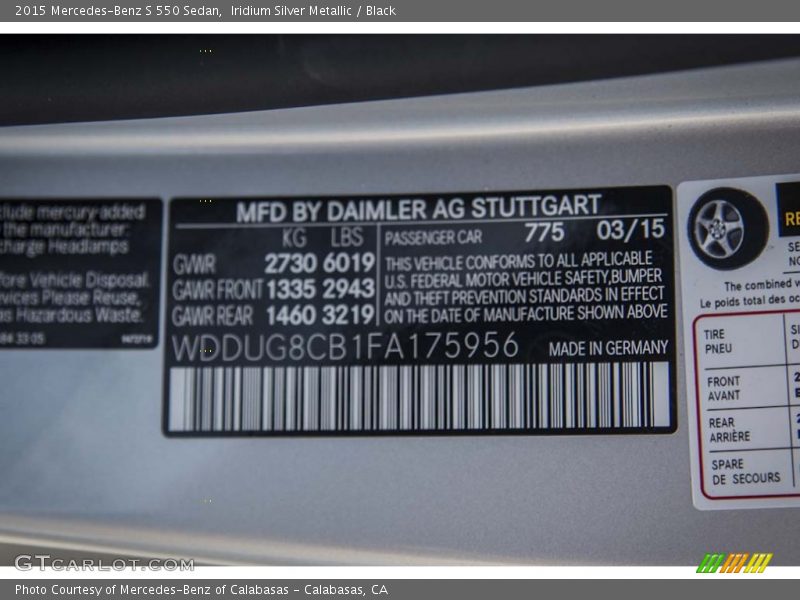 2015 Mercedes-Benz S 550 Sedan, Iridium Silver Metallic / Black
clude mercury-added
the manufacturer:
charge Headlamps
fore Vehicle Disposal.
rvices Please Reuse,
as Hazardous Waste.
MFD BY DAIMLER AG STUTTGART
KG LBS
GWR 2730 6019
GAWR FRONT 1335 2943
GAWR REAR 1460 3219
PASSENGER CAR 775 03/15
THIS VEHICLE CONFORMS TO ALL APPLICABLE
U.S. FEDERAL MOTOR VEHICLE SAFETY,BUMPER
AND THEFT PREVENTION STANDARDS IN EFFECT
ON THE DATE OF MANUFACTURE SHOWN ABOVE
WDDUG8CB1FA175956 MADE IN GERMANY
RE
SE
NO
The combined w
Le poids total des oc
TIRE
PNEU
SI
D
FRONT
AVANT
REAR
ARRIÈRE
SPARE
DE SECOURS
GTCARLOT.COM
Photo Courtesy of Mercedes-Benz of Calabasas - Calabasas, CA